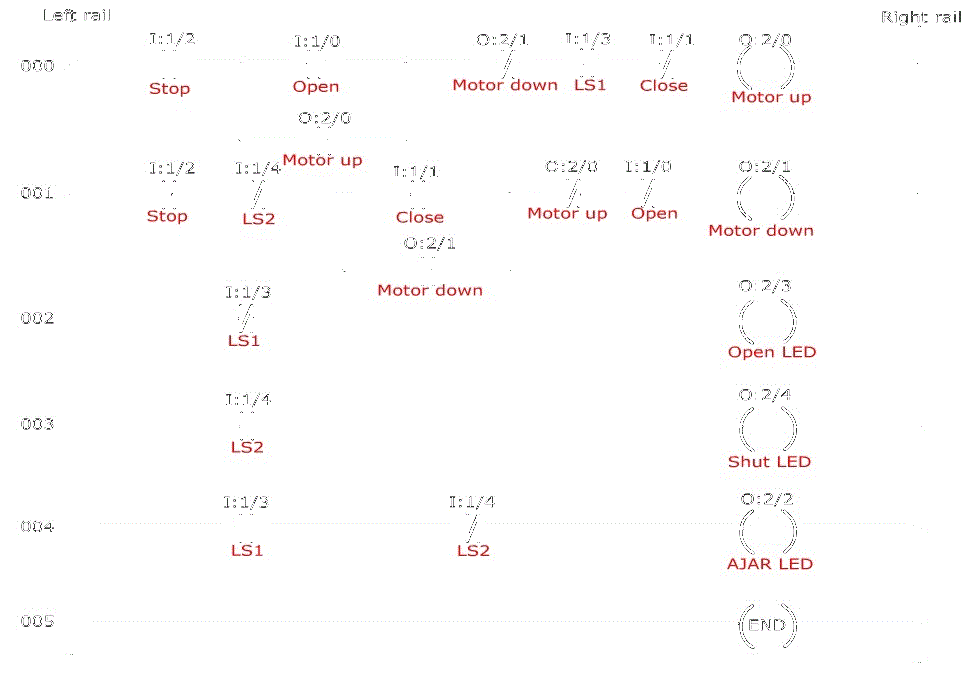 Left rail
Right rail
I:1/2 I:1/0 O:2/1 I:1/3 I:1/1 O:2/0
000
Stop Open Motor down LS1 Close Motor up
O:2/0
Motor up
I:1/2 I:1/4 I:1/1 O:2/0 I:1/0 O:2/1
001
Stop LS2 Close Motor up Open Motor down
O:2/1
Motor down
I:1/3 O:2/3
002
LS1 Open LED
I:1/4 O:2/4
003
LS2 Shut LED
I:1/3 I:1/4 O:2/2
004
LS1 LS2 AJAR LED
005 END